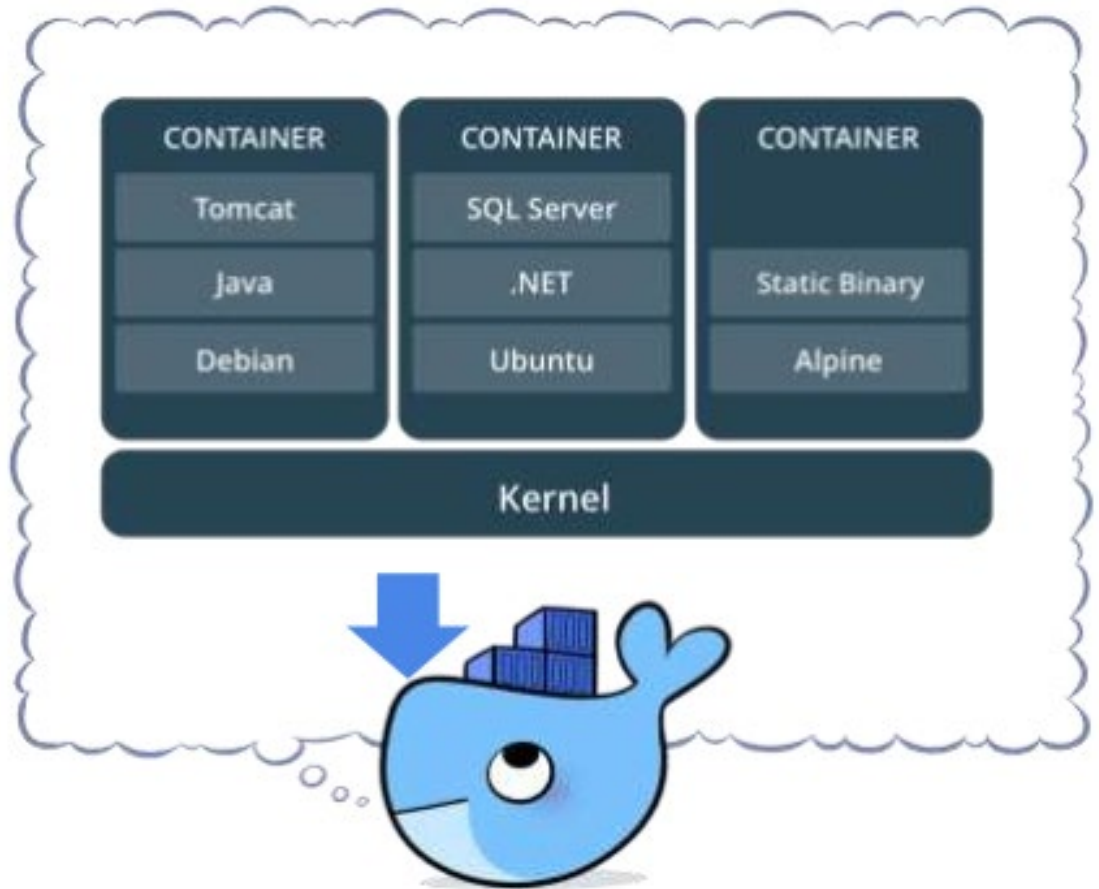 CONTAINER
Tomcat
Java
Debian
CONTAINER
SQL Server
.NET
Ubuntu
CONTAINER
Static Binary
Alpine
Kernel